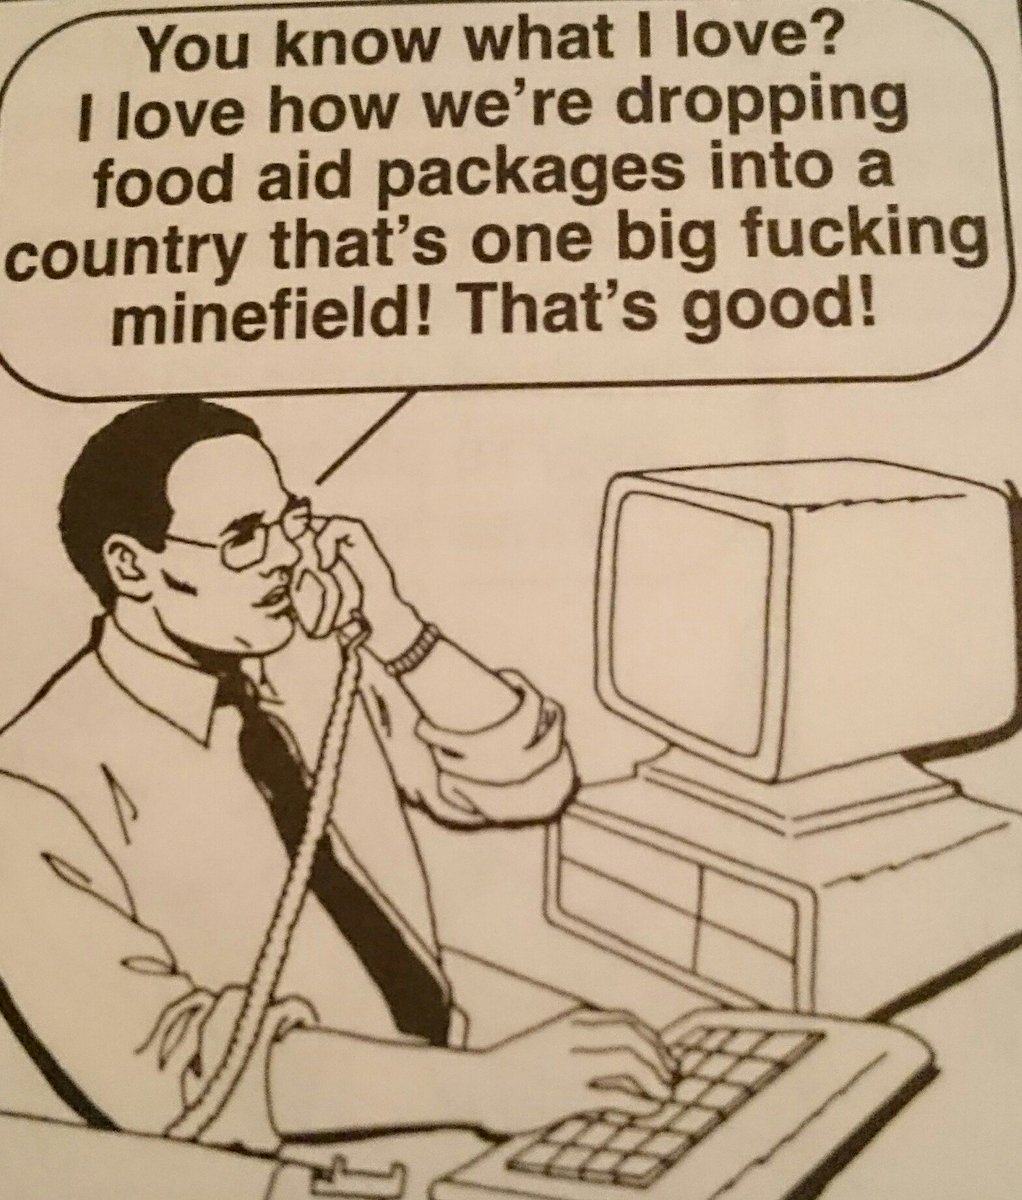 You know what I love?
I love how we're dropping
food aid packages into a
country that's one big fucking
minefield! That's good!